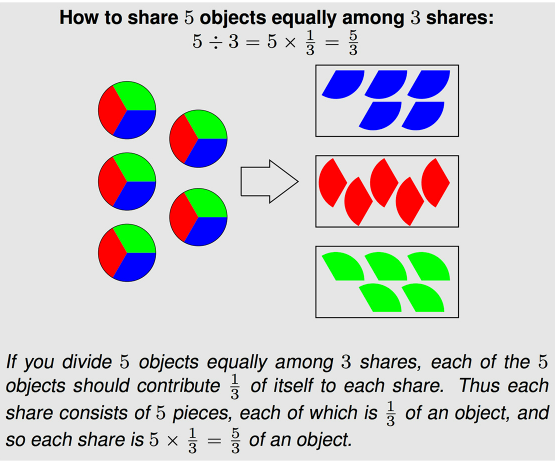 How to share 5 objects equally among 3 shares:
5 ÷ 3 = 5 × 1/3 = 5/3
If you divide 5 objects equally among 3 shares, each of the 5
objects should contribute 1/3 of itself to each share. Thus each
share consists of 5 pieces, each of which is 1/3 of an object, and
so each share is 5 × 1/3 = 5/3 of an object.